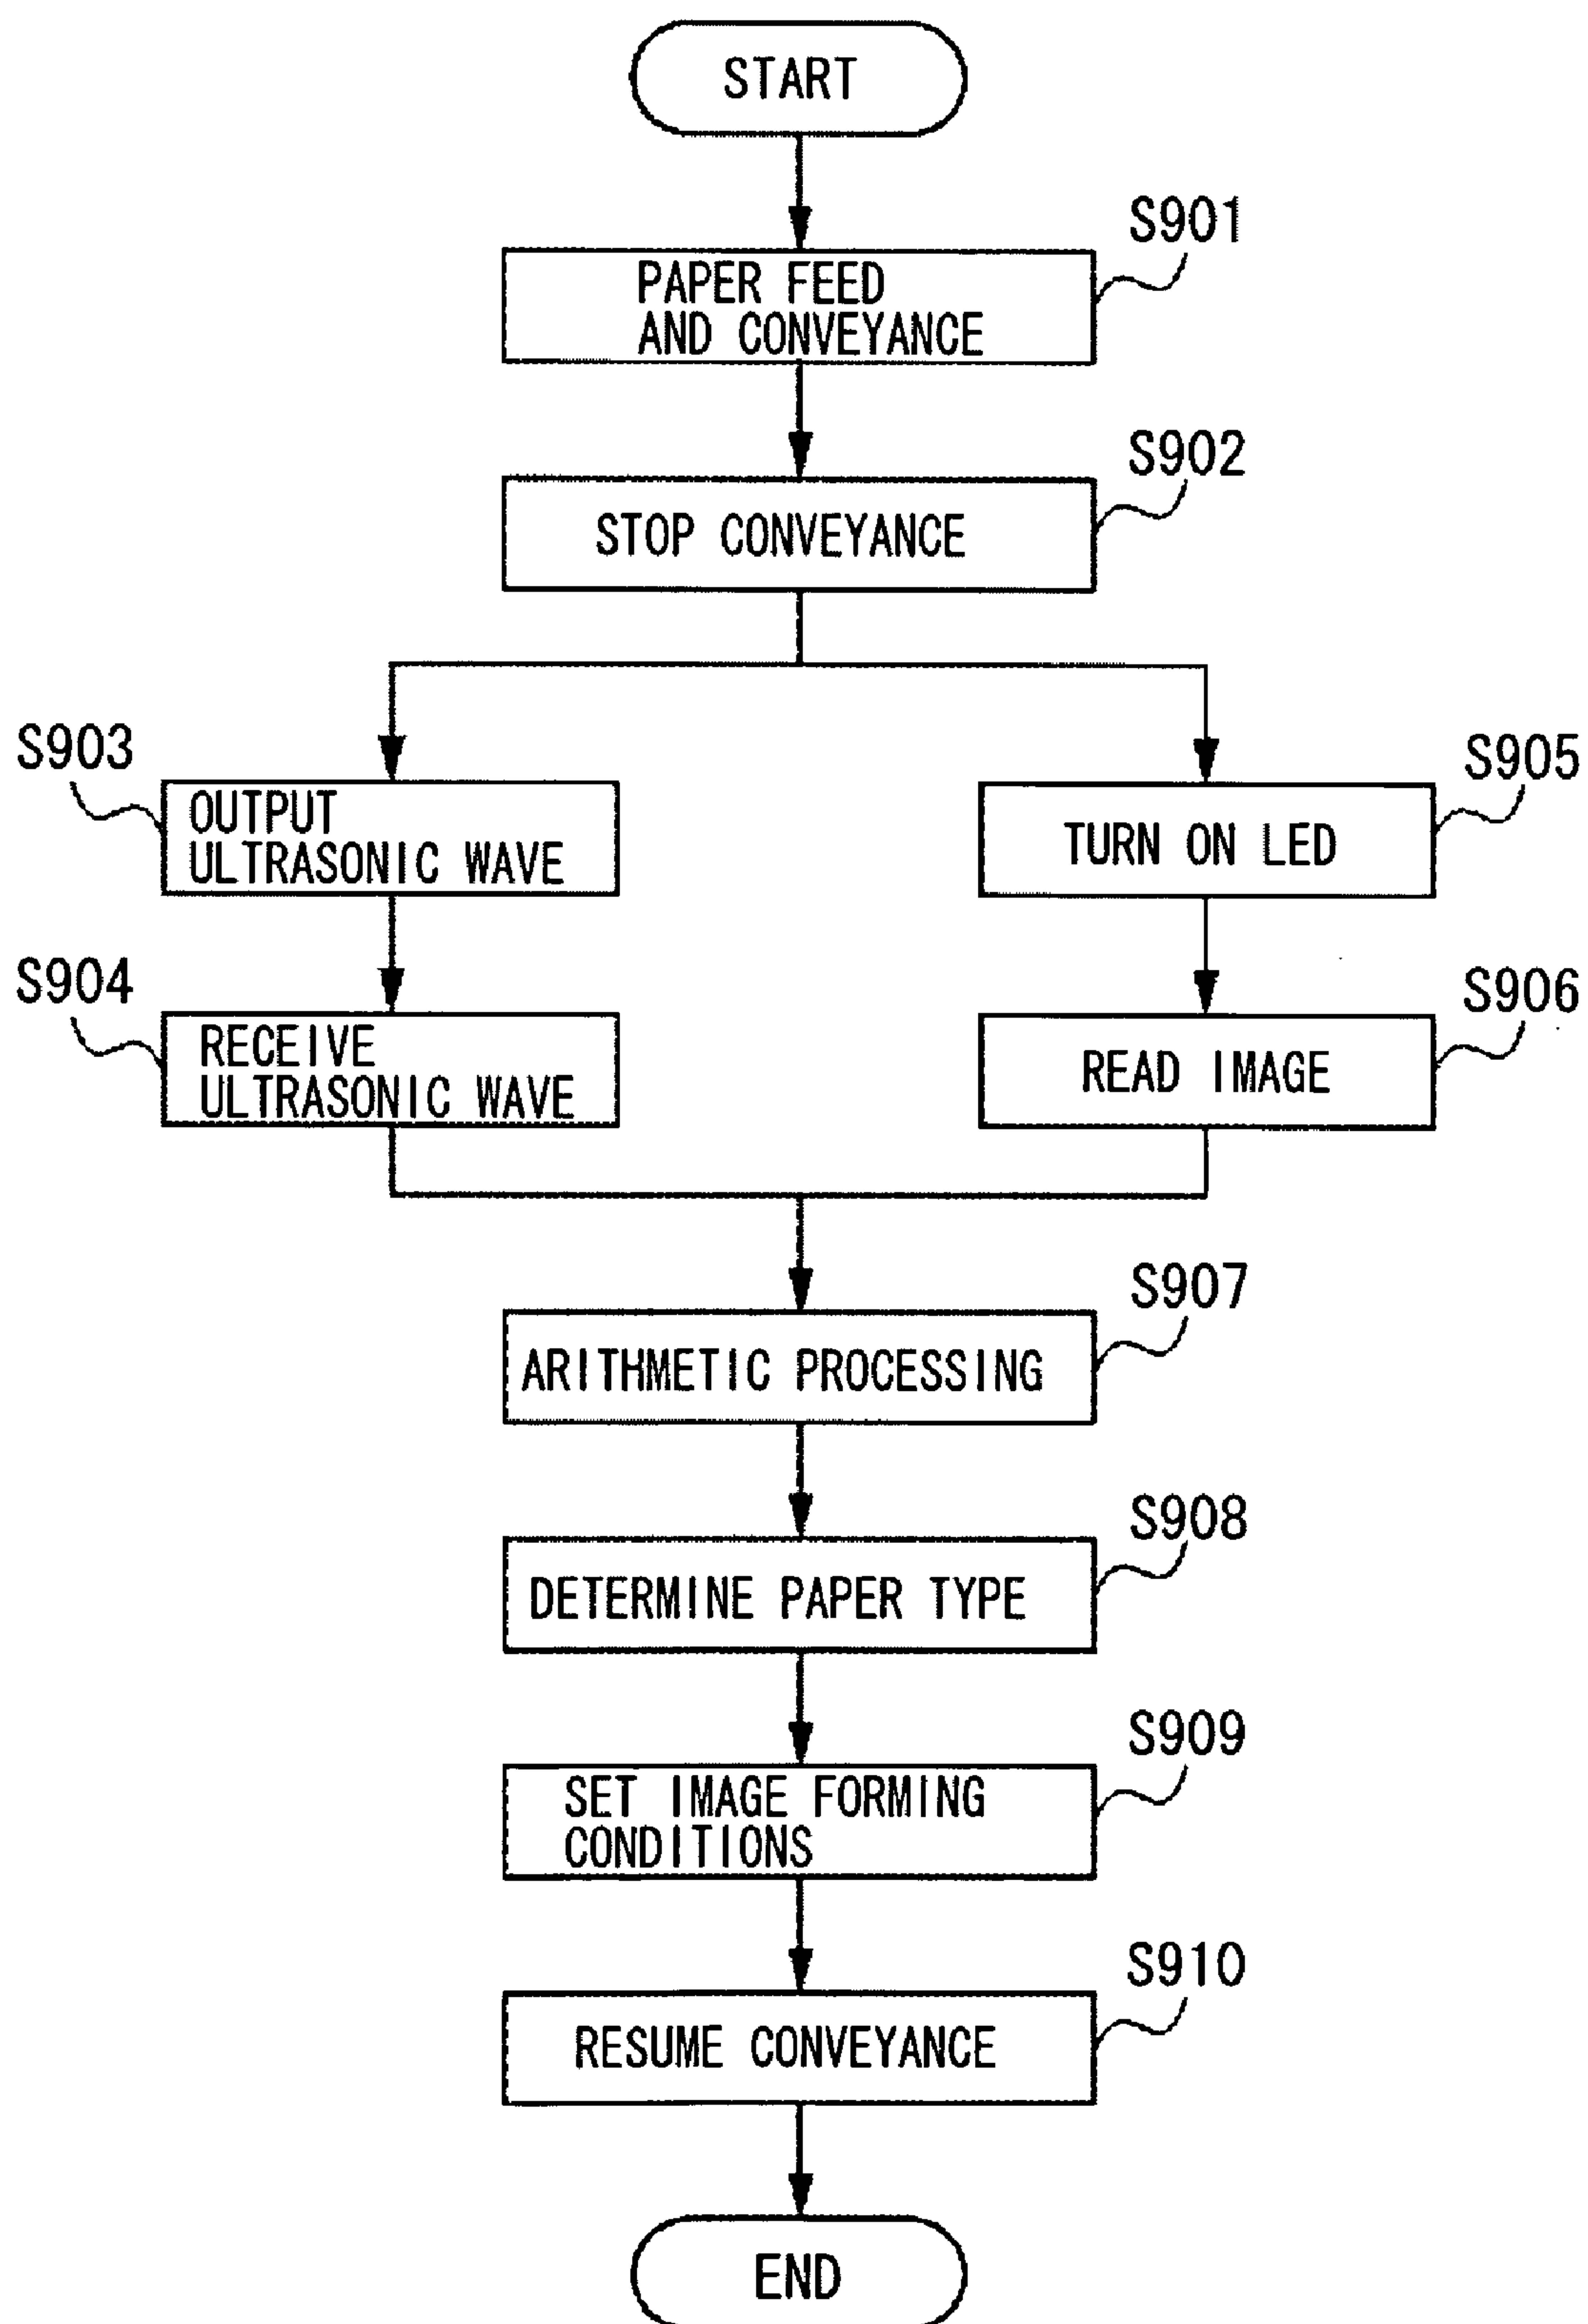 START
S901
PAPER FEED
AND CONVEYANCE
S902
STOP CONVEYANCE
S903
OUTPUT
ULTRASONIC WAVE
S905
TURN ON LED
S904
RECEIVE
ULTRASONIC WAVE
S906
READ IMAGE
S907
ARITHMETIC PROCESSING
S908
DETERMINE PAPER TYPE
S909
SET IMAGE FORMING
CONDITIONS
S910
RESUME CONVEYANCE
END